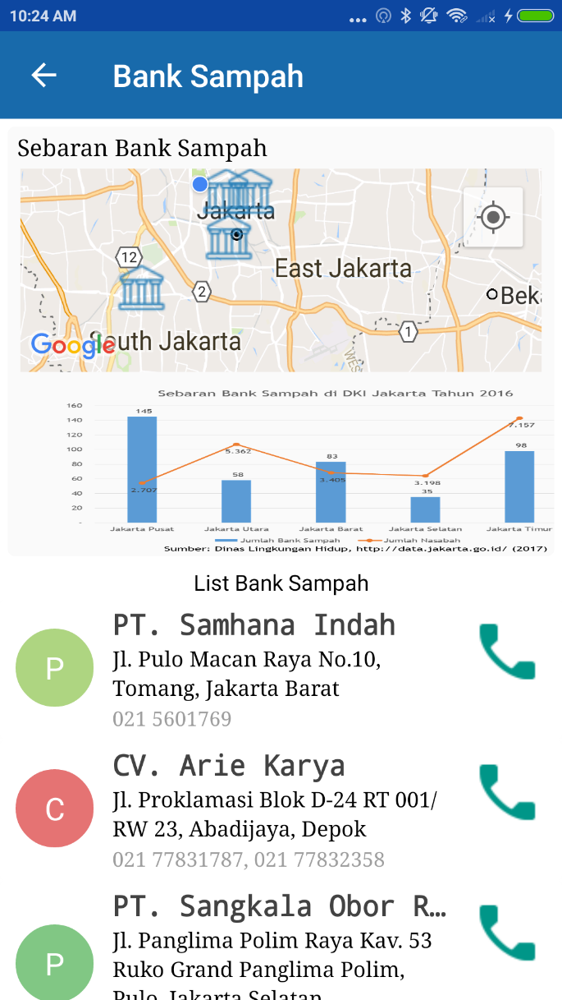 10:24 AM
Bank Sampah
Sebaran Bank Sampah
Jakarta
12
East Jakarta
2
Beka
1
Google
South Jakarta
WES
Sebaran Bank Sampah di DKI Jakarta Tahun 2016
160
145
140
7.157
120
5.362
98
100
83
80
58
60
2.707
3.405
3.198
40
35
20
-
Jakarta Pusat Jakarta Utara Jakarta Barat Jakarta Selatan Jakarta Timur
Jumlah Bank Sampah Jumlah Nasabah
Sumber: Dinas Lingkungan Hidup, http://data.jakarta.go.id/ (2017)
List Bank Sampah
P
PT. Samhana Indah
Jl. Pulo Macan Raya No.10,
Tomang, Jakarta Barat
021 5601769
C
CV. Arie Karya
Jl. Proklamasi Blok D-24 RT 001/
RW 23, Abadijaya, Depok
021 77831787, 021 77832358
P
PT. Sangkala Obor R…
Jl. Panglima Polim Raya Kav. 53
Ruko Grand Panglima Polim,
Pulo, Jakarta Selatan